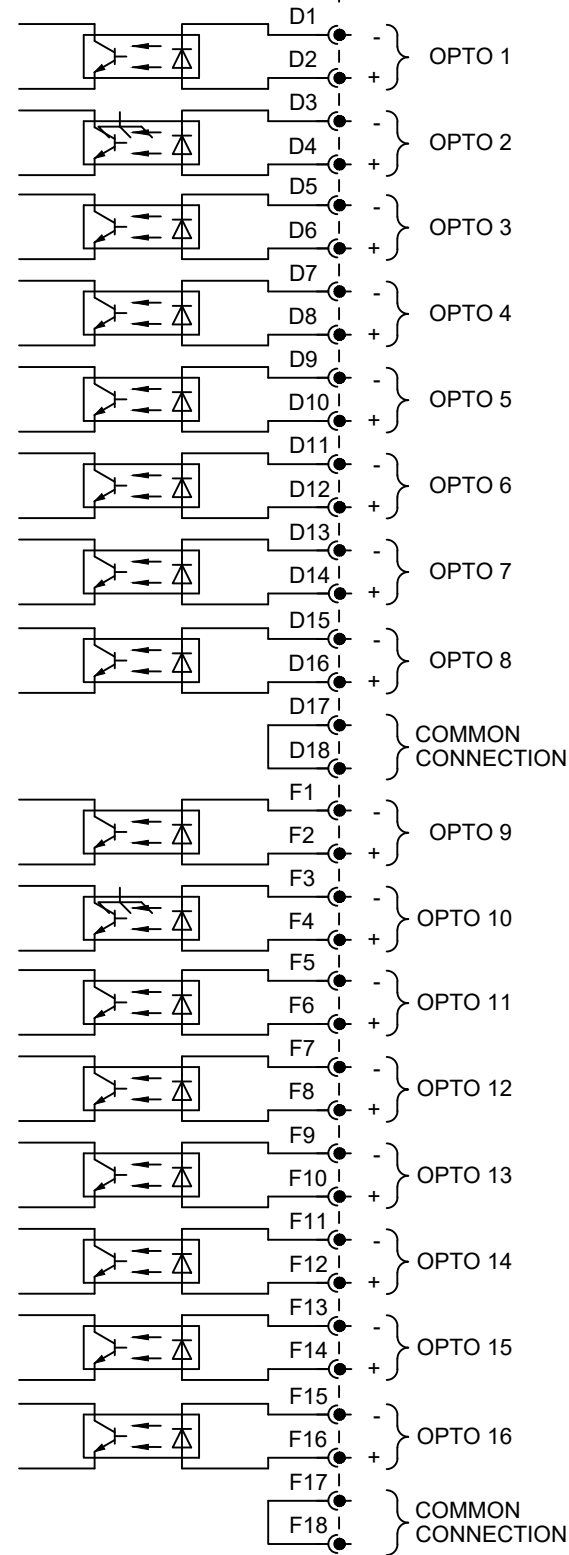 D1 -
D2 + OPTO 1
D3 -
D4 + OPTO 2
D5 -
D6 + OPTO 3
D7 -
D8 + OPTO 4
D9 -
D10 + OPTO 5
D11 -
D12 + OPTO 6
D13 -
D14 + OPTO 7
D15 -
D16 + OPTO 8
D17
D18
COMMON
CONNECTION
F1 -
F2 + OPTO 9
F3 -
F4 + OPTO 10
F5 -
F6 + OPTO 11
F7 -
F8 + OPTO 12
F9 -
F10 + OPTO 13
F11 -
F12 + OPTO 14
F13 -
F14 + OPTO 15
F15 -
F16 + OPTO 16
F17
F18
COMMON
CONNECTION